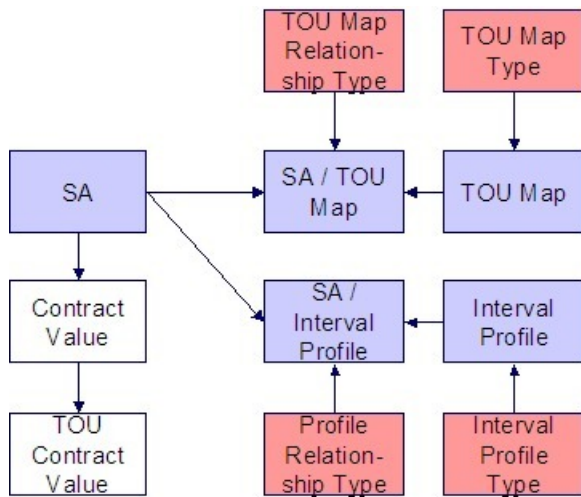 TOU Map
Relation-
ship Type
TOU Map
Type
SA
SA / TOU
Map
TOU Map
Contract
Value
SA /
Interval
Profile
Interval
Profile
TOU
Contract
Value
Profile
Relation-
ship Type
Interval
Profile
Type